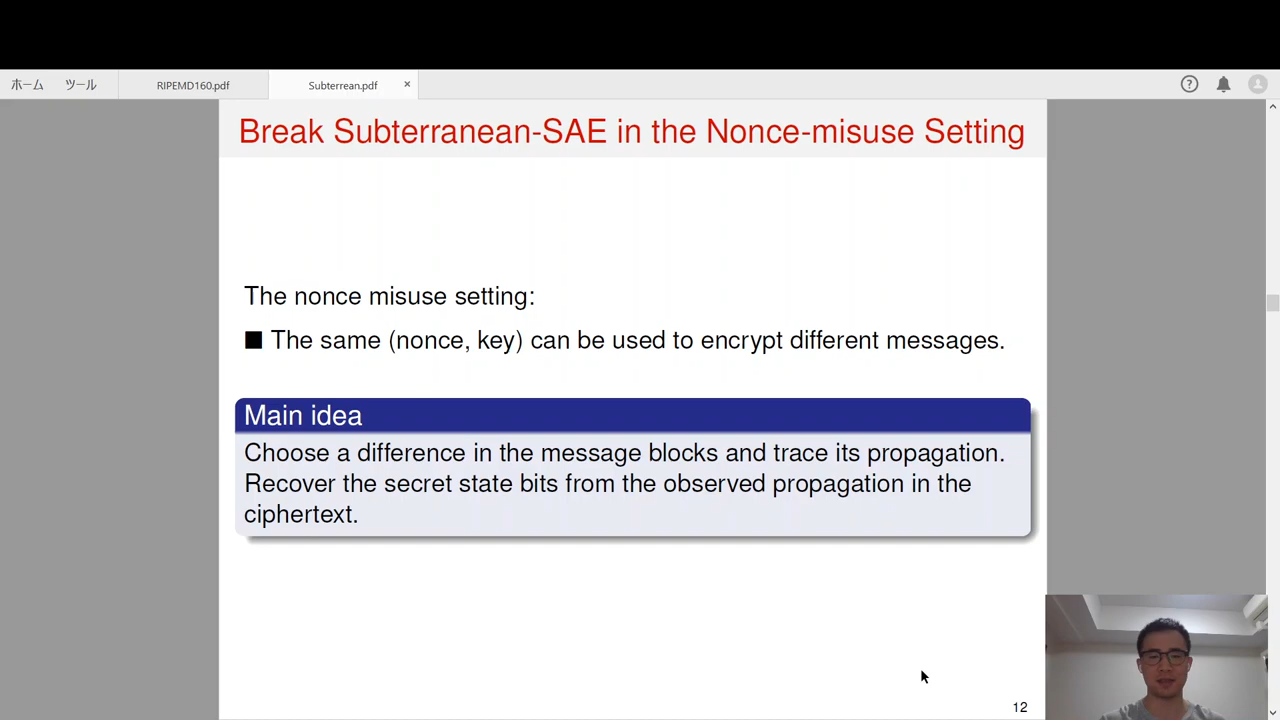 ホーム ツール RIPEMD160.pdf Subterrean.pdf × ?
Break Subterranean-SAE in the Nonce-misuse Setting
The nonce misuse setting:
■ The same (nonce, key) can be used to encrypt different messages.
Main idea
Choose a difference in the message blocks and trace its propagation.
Recover the secret state bits from the observed propagation in the
ciphertext.
12